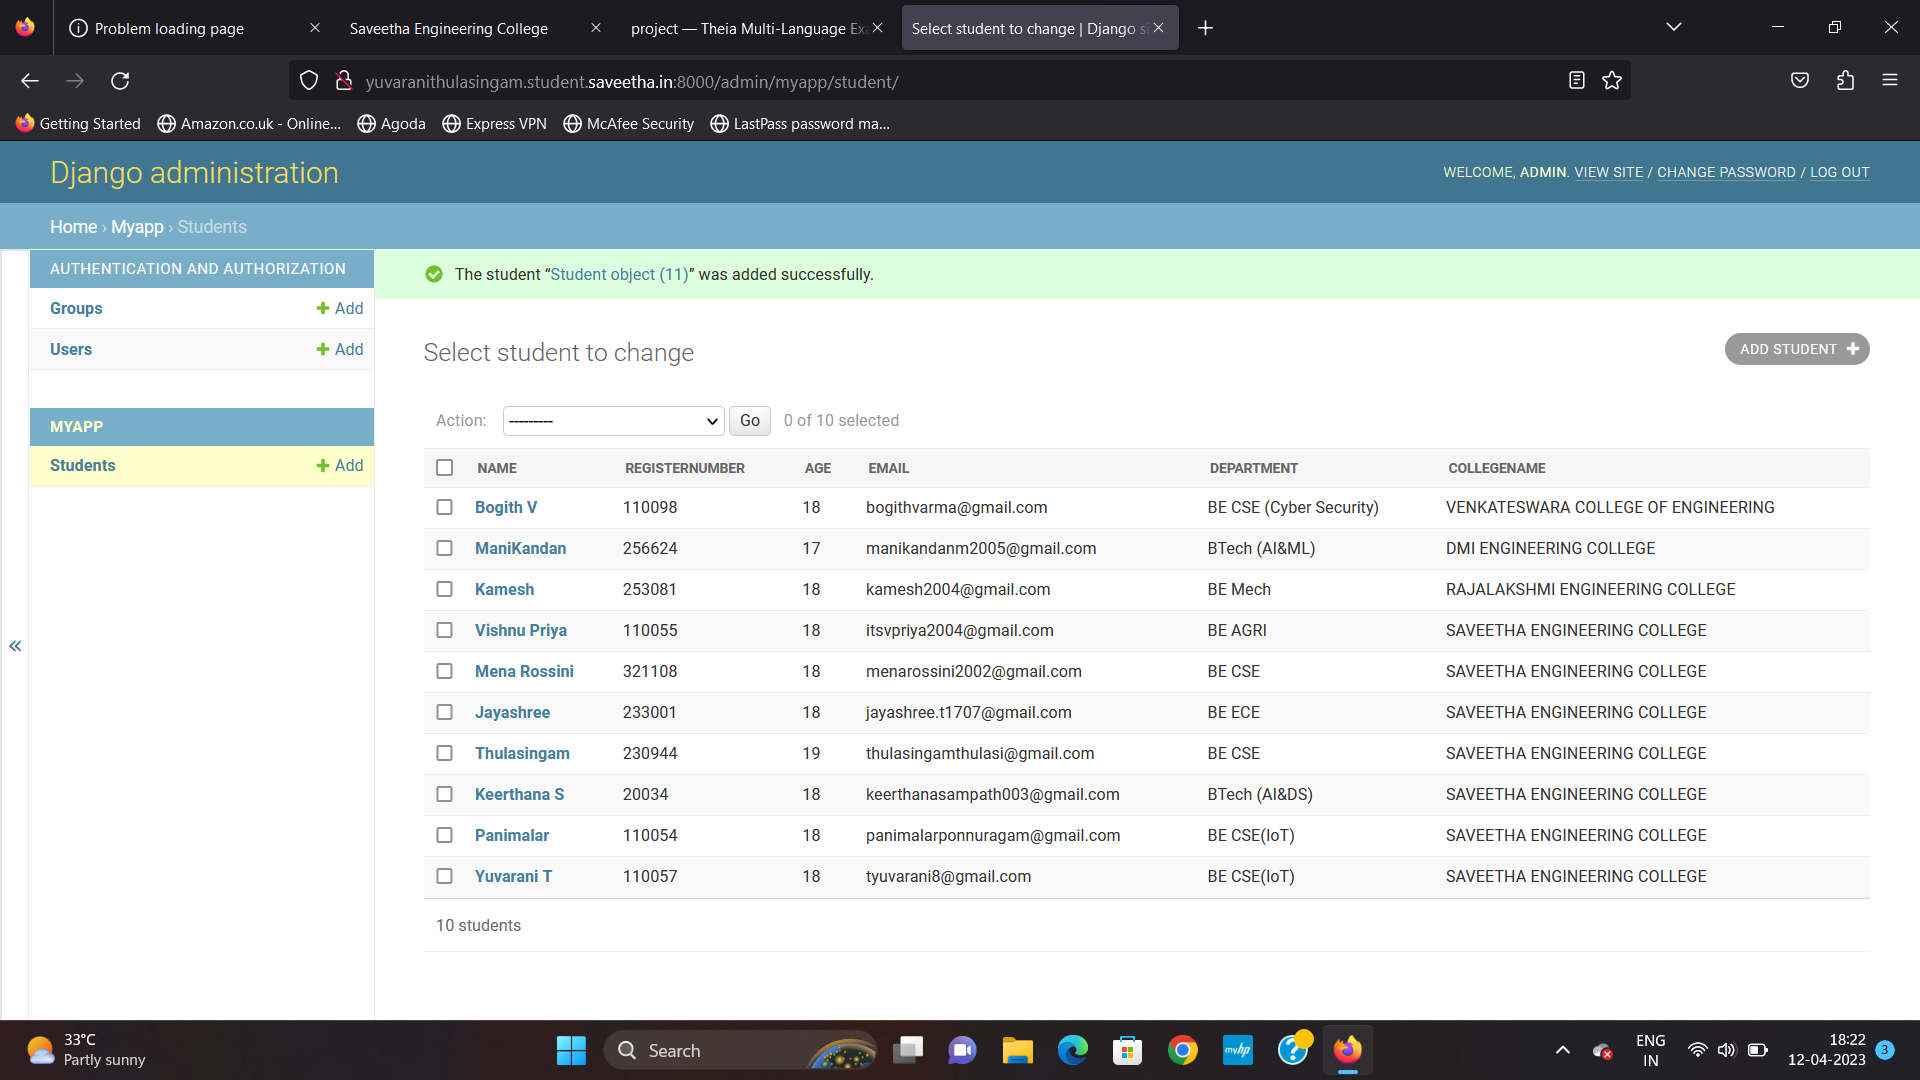 Problem loading page
Saveetha Engineering College
project — Theia Multi-Language Exa
Select student to change | Django si
yuvaranithulasingam.student.saveetha.in:8000/admin/myapp/student/
Getting Started Amazon.co.uk - Online... Agoda Express VPN McAfee Security LastPass password ma...
Django administration
WELCOME, ADMIN. VIEW SITE / CHANGE PASSWORD / LOG OUT
Home › Myapp › Students
AUTHENTICATION AND AUTHORIZATION
Groups + Add
Users + Add
MYAPP
Students + Add
«
The student “Student object (11)” was added successfully.
Select student to change
ADD STUDENT +
Action: --------- Go 0 of 10 selected
NAME REGISTERNUMBER AGE EMAIL DEPARTMENT COLLEGENAME
Bogith V 110098 18 bogithvarma@gmail.com BE CSE (Cyber Security) VENKATESWARA COLLEGE OF ENGINEERING
ManiKandan 256624 17 manikandanm2005@gmail.com BTech (AI&ML) DMI ENGINEERING COLLEGE
Kamesh 253081 18 kamesh2004@gmail.com BE Mech RAJALAKSHMI ENGINEERING COLLEGE
Vishnu Priya 110055 18 itsvpriya2004@gmail.com BE AGRI SAVEETHA ENGINEERING COLLEGE
Mena Rossini 321108 18 menarossini2002@gmail.com BE CSE SAVEETHA ENGINEERING COLLEGE
Jayashree 233001 18 jayashree.t1707@gmail.com BE ECE SAVEETHA ENGINEERING COLLEGE
Thulasingam 230944 19 thulasingamthulasi@gmail.com BE CSE SAVEETHA ENGINEERING COLLEGE
Keerthana S 20034 18 keerthanasampath003@gmail.com BTech (AI&DS) SAVEETHA ENGINEERING COLLEGE
Panimalar 110054 18 panimalarponnuragam@gmail.com BE CSE(IoT) SAVEETHA ENGINEERING COLLEGE
Yuvarani T 110057 18 tyuvarani8@gmail.com BE CSE(IoT) SAVEETHA ENGINEERING COLLEGE
10 students
33°C
Partly sunny
Search
myhp
ENG
IN
18:22
12-04-2023
3